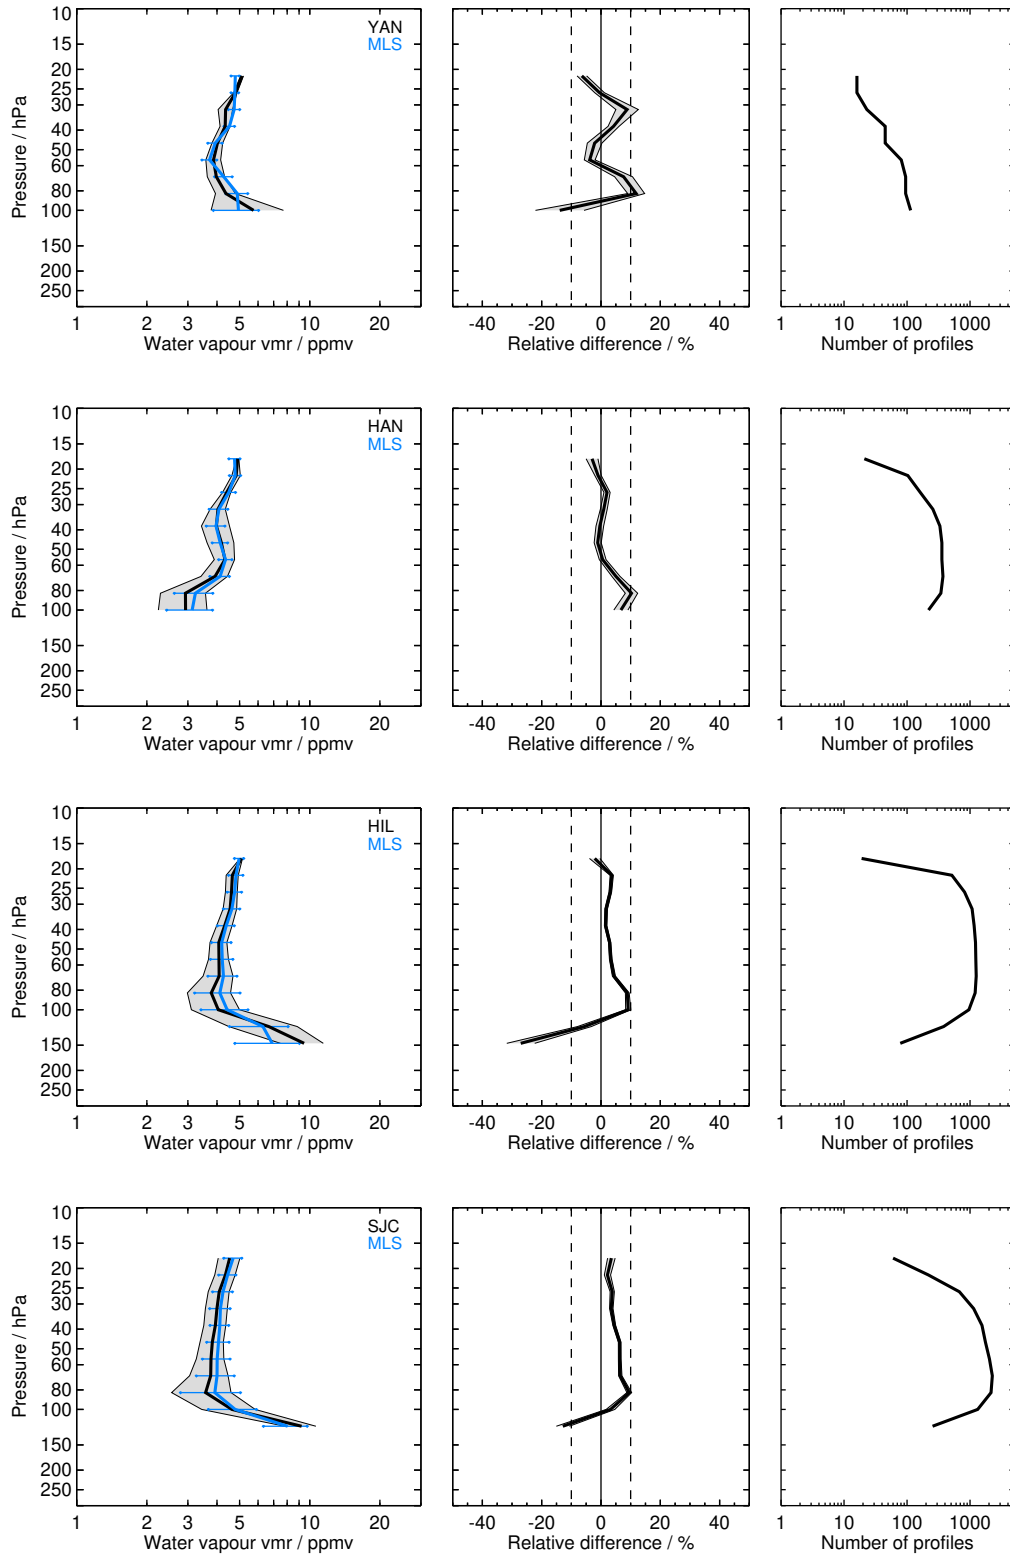 YAN
MLS
10
15
20
25
30
40
60
80
100
150
200
250
Pressure / hPa
1 2 3 5 10 20
Water vapour vmr / ppmv
-40 -20 0 20 40
Relative difference / %
1 10 100 1000
Number of profiles
HAN
MLS
10
15
20
25
30
40
50
60
80
100
150
200
250
Pressure / hPa
1 2 3 5 10 20
Water vapour vmr / ppmv
-40 -20 0 20 40
Relative difference / %
1 10 100 1000
Number of profiles
HIL
MLS
10
15
20
25
30
40
50
60
80
100
150
200
250
Pressure / hPa
1 2 3 5 10 20
Water vapour vmr / ppmv
-40 -20 0 20 40
Relative difference / %
1 10 100 1000
Number of profiles
SJC
MLS
10
15
20
25
30
40
50
60
80
100
150
200
250
Pressure / hPa
1 2 3 5 10 20
Water vapour vmr / ppmv
-40 -20 0 20 40
Relative difference / %
1 10 100 1000
Number of profiles